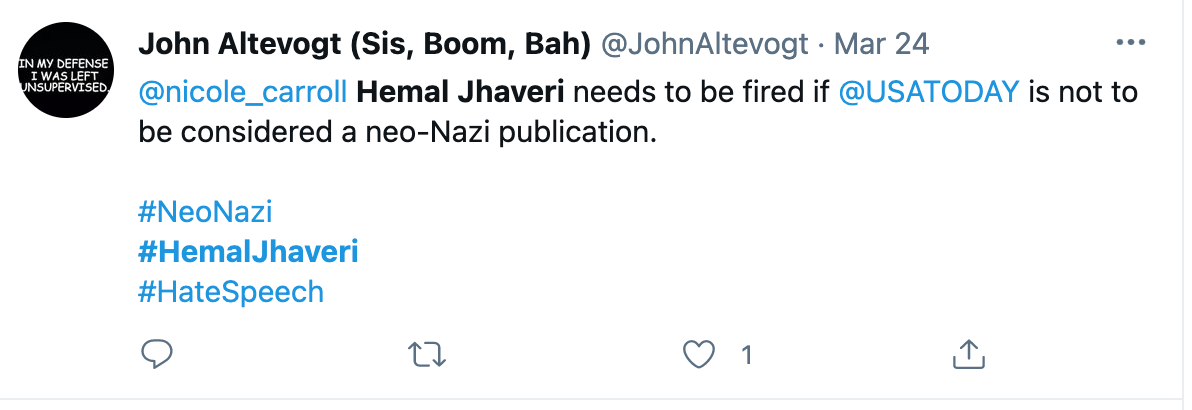 John Altevogt (Sis, Boom, Bah) @JohnAltevogt · Mar 24
IN MY DEFENSE
I WAS LEFT
UNSUPERVISED.
@nicole_carroll Hemal Jhaveri needs to be fired if @USATODAY is not to
be considered a neo-Nazi publication.
#NeoNazi
#HemalJhaveri
#HateSpeech
1